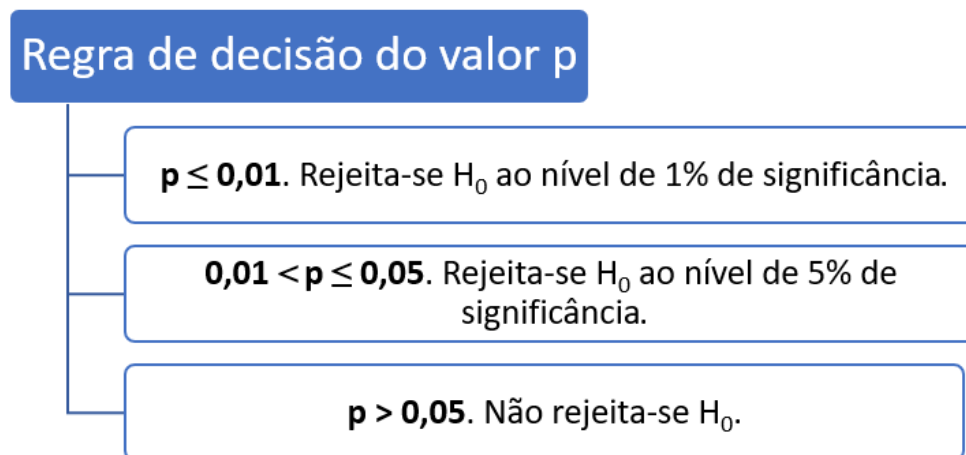 Regra de decisão do valor p
p ≤ 0,01. Rejeita-se H₀ ao nível de 1% de significância.
0,01 < p ≤ 0,05. Rejeita-se H₀ ao nível de 5% de
significância.
p > 0,05. Não rejeita-se H₀.